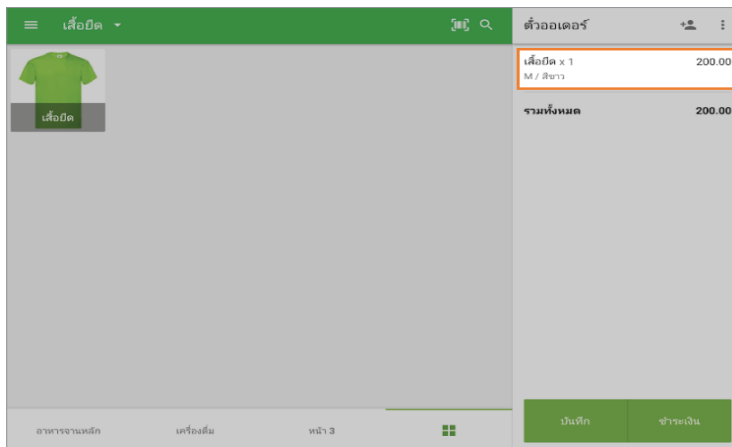 เสื้อยืด
ตั๋วออเดอร์
เสื้อยืด
เสื้อยืด x 1 200.00
M / สีขาว
รวมทั้งหมด 200.00
บันทึก ชำระเงิน
อาหารจานหลัก เครื่องดื่ม หน้า 3